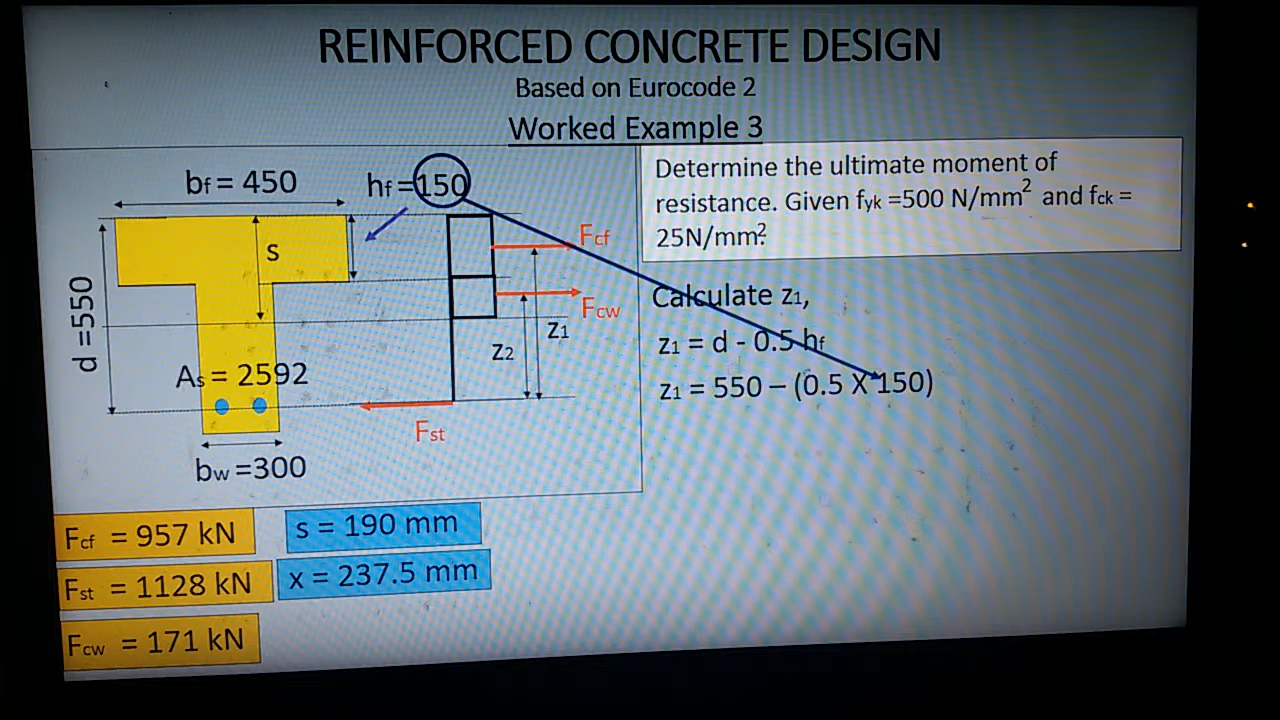 REINFORCED CONCRETE DESIGN
Based on Eurocode 2
Worked Example 3
bf = 450
hf =150
s
d =550
As = 2592
bw =300
Fcf
Fcw
z1
z2
Fst
Determine the ultimate moment of
resistance. Given fyk =500 N/mm² and fck =
25N/mm².
Calculate z1,
z1 = d - 0.5 hf
z1 = 550 – (0.5 X 150)
Fcf = 957 kN
s = 190 mm
Fst = 1128 kN
x = 237.5 mm
Fcw = 171 kN